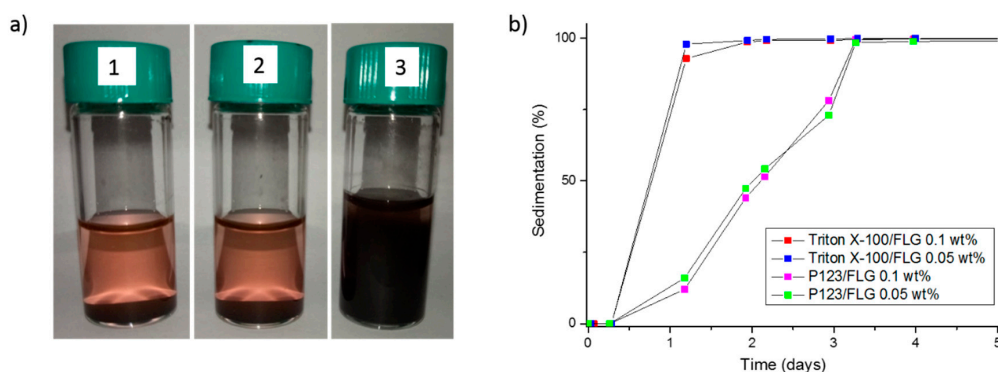 a)
1
2
3
b)
Sedimentation (%)
100
50
0
Triton X-100/FLG 0.1 wt%
Triton X-100/FLG 0.05 wt%
P123/FLG 0.1 wt%
P123/FLG 0.05 wt%
0 1 2 3 4 5
Time (days)